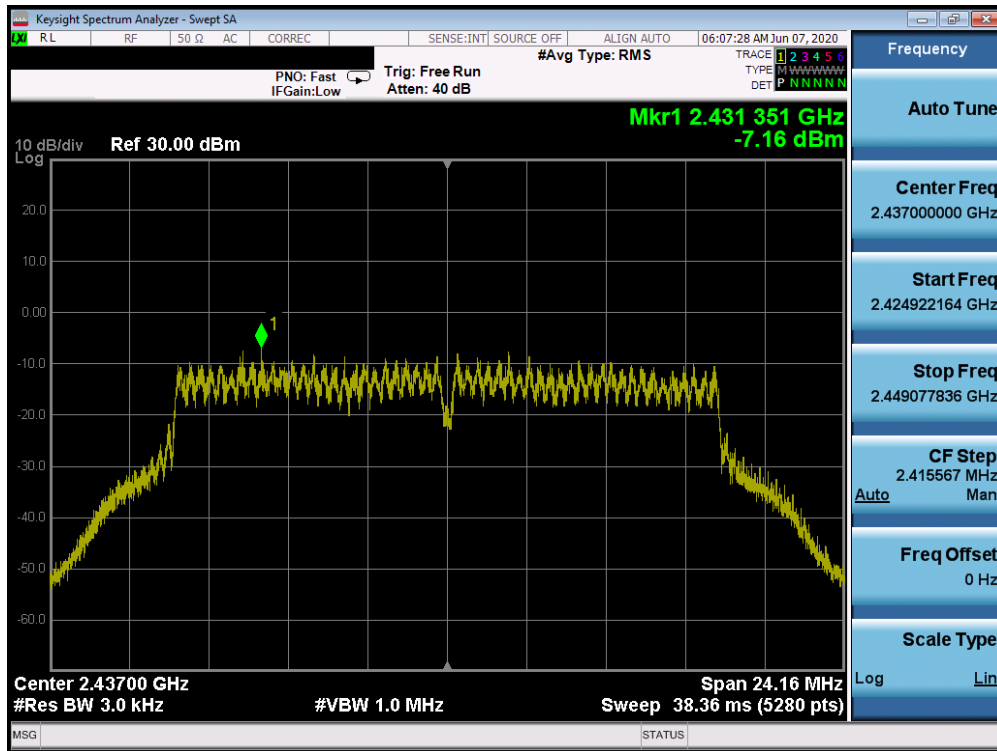 Keysight Spectrum Analyzer - Swept SA
LXI RL RF 50 Ω AC CORREC SENSE:INT SOURCE OFF ALIGN AUTO 06:07:28 AM Jun 07, 2020
#Avg Type: RMS TRACE 1 2 3 4 5 6
PNO: Fast Trig: Free Run TYPE M W W W W W
IFGain:Low Atten: 40 dB DET P N N N N N
Mkr1 2.431 351 GHz
-7.16 dBm
10 dB/div Ref 30.00 dBm
Log
20.0
10.0
0.00
-10.0
-20.0
-30.0
-40.0
-50.0
-60.0
1
Center 2.43700 GHz Span 24.16 MHz
#Res BW 3.0 kHz #VBW 1.0 MHz Sweep 38.36 ms (5280 pts)
MSG STATUS
Frequency
Auto Tune
Center Freq
2.437000000 GHz
Start Freq
2.424922164 GHz
Stop Freq
2.449077836 GHz
CF Step
2.415567 MHz
Auto Man
Freq Offset
0 Hz
Scale Type
Log Lin